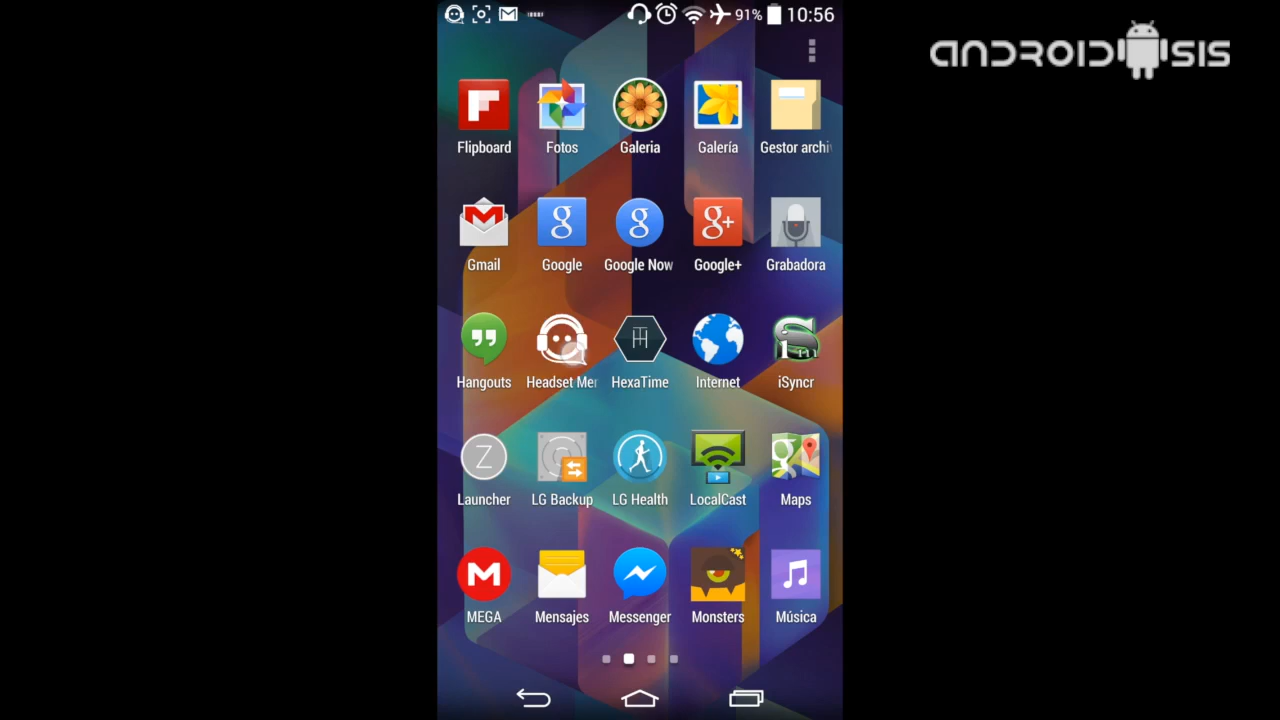 91% 10:56
ANDROIDSIS
Flipboard Fotos Galeria Galería Gestor archi
Gmail Google Google Now Google+ Grabadora
Hangouts Headset Men HexaTime Internet iSyncr
Launcher LG Backup LG Health LocalCast Maps
MEGA Mensajes Messenger Monsters Música